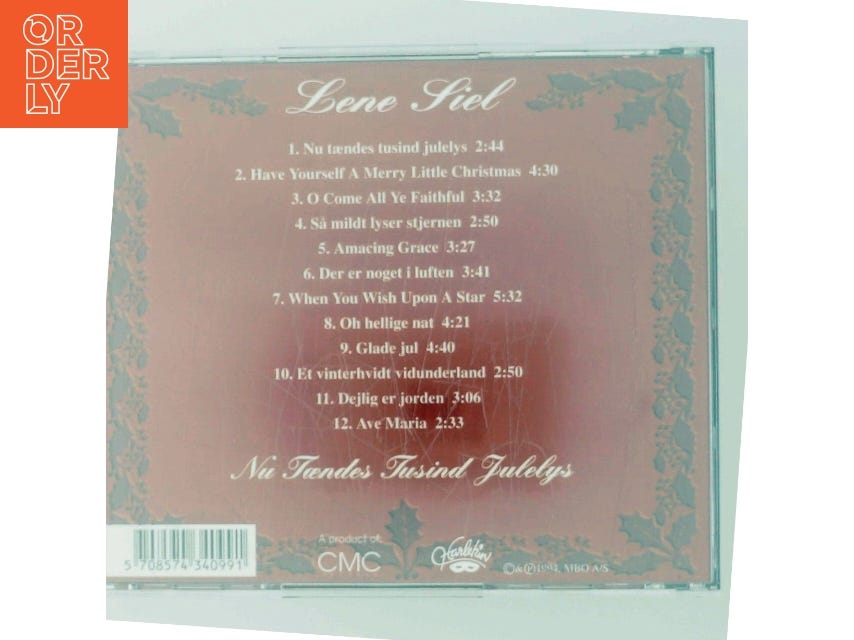 OR
DER
LY
Lene Siel
1. Nu tændes tusind julelys 2:44
2. Have Yourself A Merry Little Christmas 4:30
3. O Come All Ye Faithful 3:32
4. Så mildt lyser stjernen 2:50
5. Amacing Grace 3:27
6. Der er noget i luften 3:41
7. When You Wish Upon A Star 5:32
8. Oh hellige nat 4:21
9. Glade jul 4:40
10. Et vinterhvidt vidunderland 2:50
11. Dejlig er jorden 3:06
12. Ave Maria 2:33
Nu Tændes Tusind Julelys
5 708574 340991
A product of:
CMC
Harlekin
MBO A/S